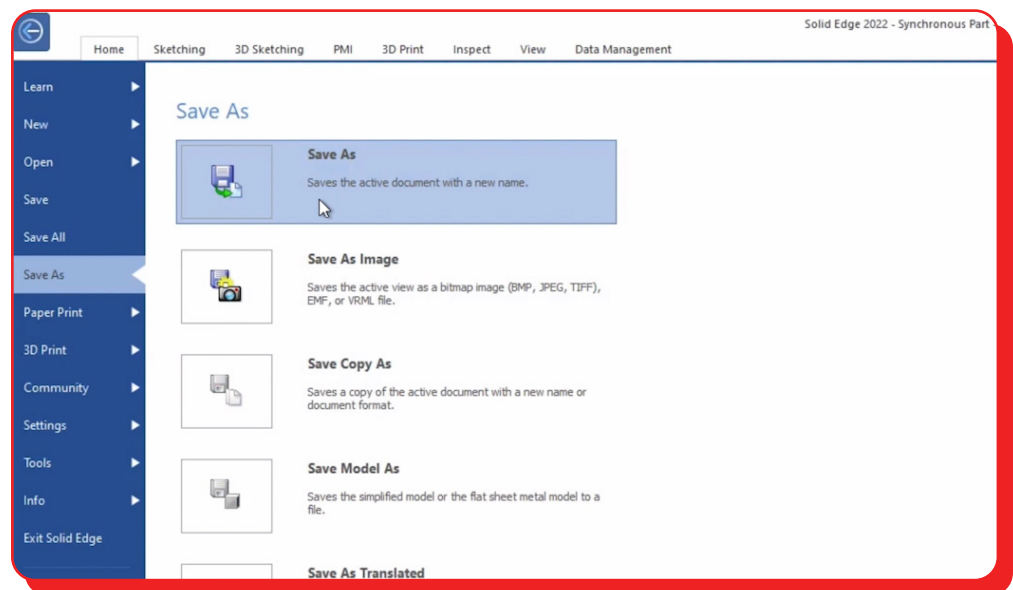 Solid Edge 2022 - Synchronous Part -
Home Sketching 3D Sketching PMI 3D Print Inspect View Data Management
Learn
New
Open
Save
Save All
Save As
Paper Print
3D Print
Community
Settings
Tools
Info
Exit Solid Edge
Save As
Save As
Saves the active document with a new name.
Save As Image
Saves the active view as a bitmap image (BMP, JPEG, TIFF),
EMF, or VRML file.
Save Copy As
Saves a copy of the active document with a new name or
document format.
Save Model As
Saves the simplified model or the flat sheet metal model to a
file.
Save As Translated